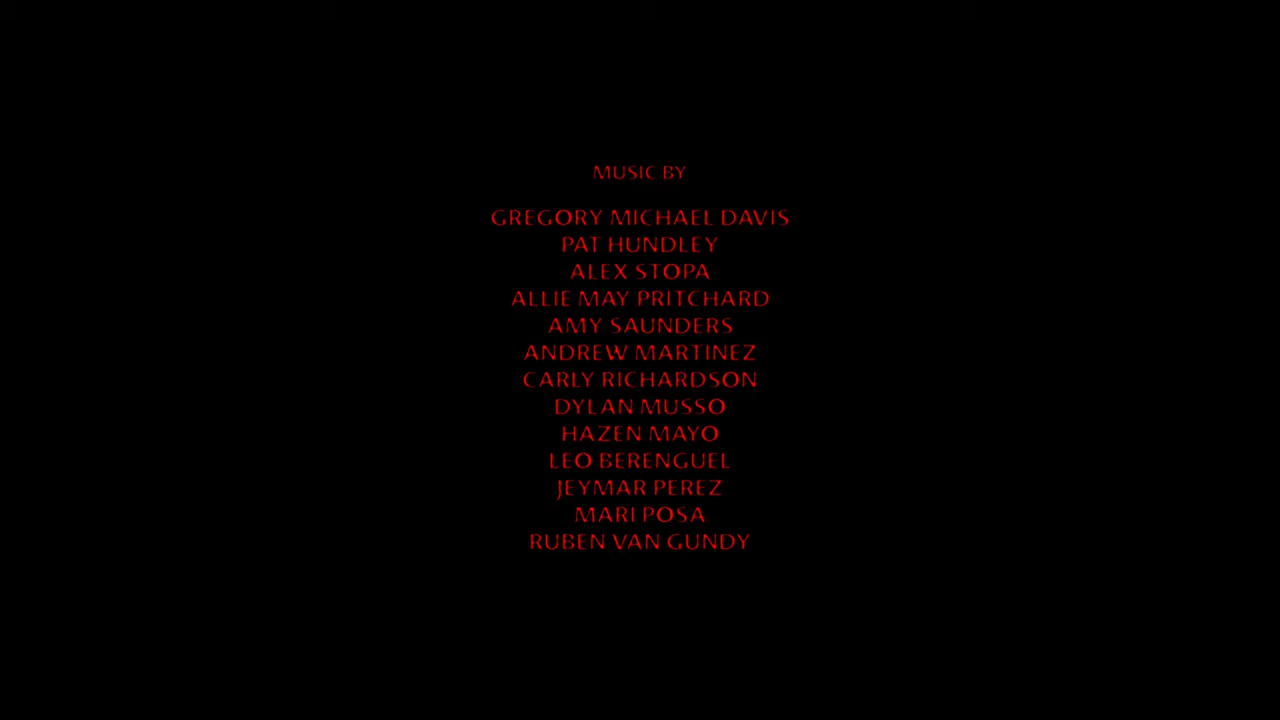 MUSIC BY
GREGORY MICHAEL DAVIS
PAT HUNDLEY
ALEX STOPA
ALLIE MAY PRITCHARD
AMY SAUNDERS
ANDREW MARTINEZ
CARLY RICHARDSON
DYLAN MUSSO
HAZEN MAYO
LEO BERENGUEL
JEYMAR PEREZ
MARI POSA
RUBEN VAN GUNDY